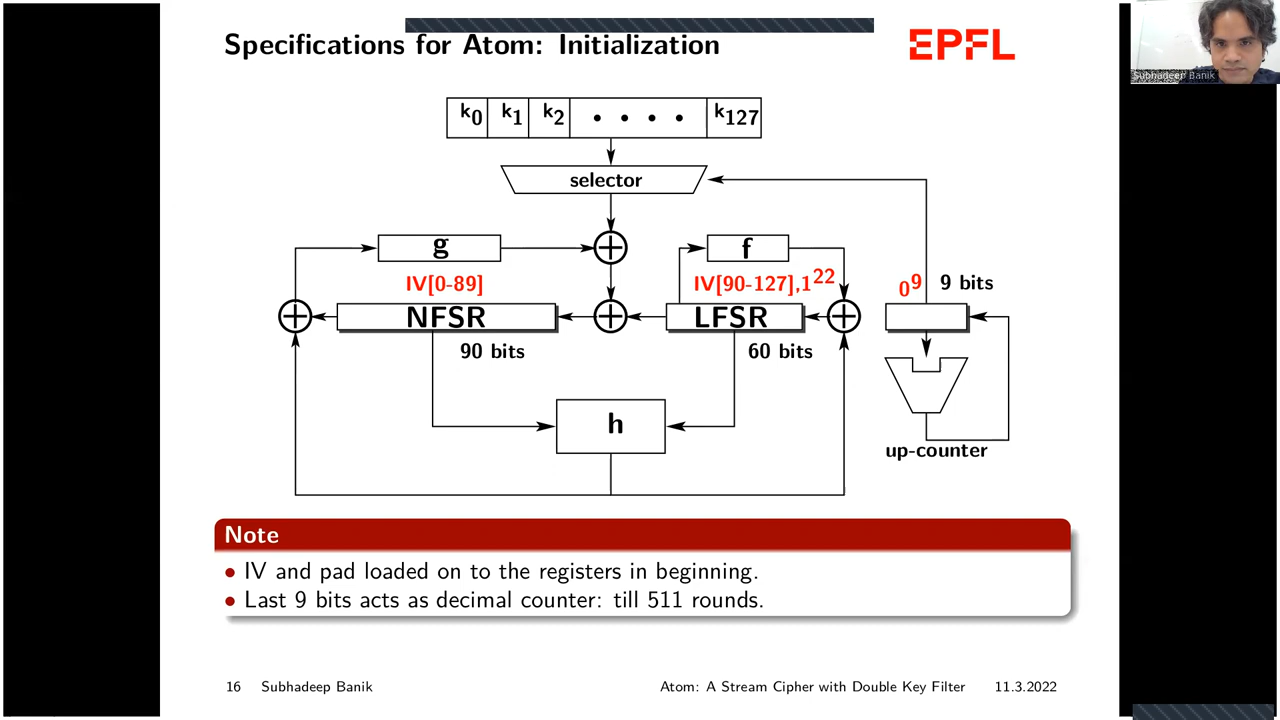 Specifications for Atom: Initialization
EPFL
Subhadeep Banik
k0 k1 k2 • • • • k127
selector
g
f
IV[0-89]
IV[90-127],1^22
0^9
9 bits
NFSR
LFSR
90 bits
60 bits
h
up-counter
Note
• IV and pad loaded on to the registers in beginning.
• Last 9 bits acts as decimal counter: till 511 rounds.
16 Subhadeep Banik
Atom: A Stream Cipher with Double Key Filter
11.3.2022